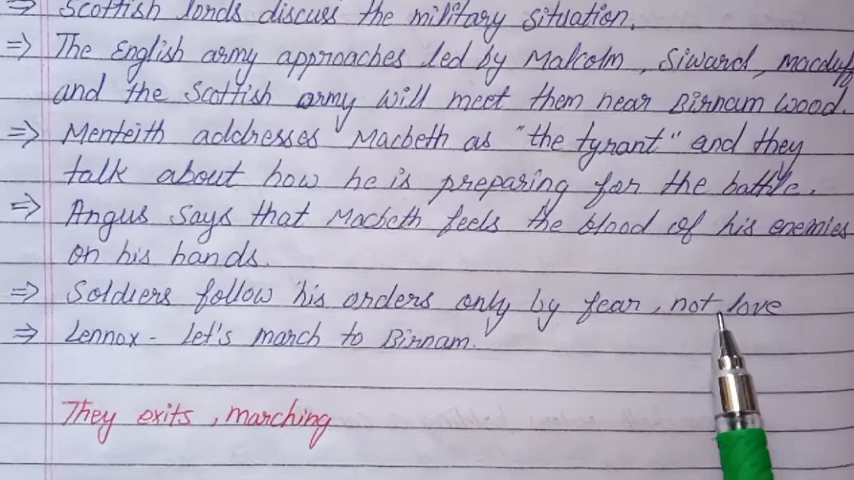 ⇒ Scottish lords discuss the military situation.
⇒ The English army approaches led by Malcolm, Siward, Macduff
and the Scottish army will meet them near Birnam Wood.
⇒ Menteith addresses Macbeth as "the tyrant" and they
talk about how he is preparing for the battle.
⇒ Angus says that Macbeth feels the blood of his enemies
on his hands.
⇒ Soldiers follow his orders only by fear, not love
⇒ Lennox - Let's march to Birnam.
They exits, marching